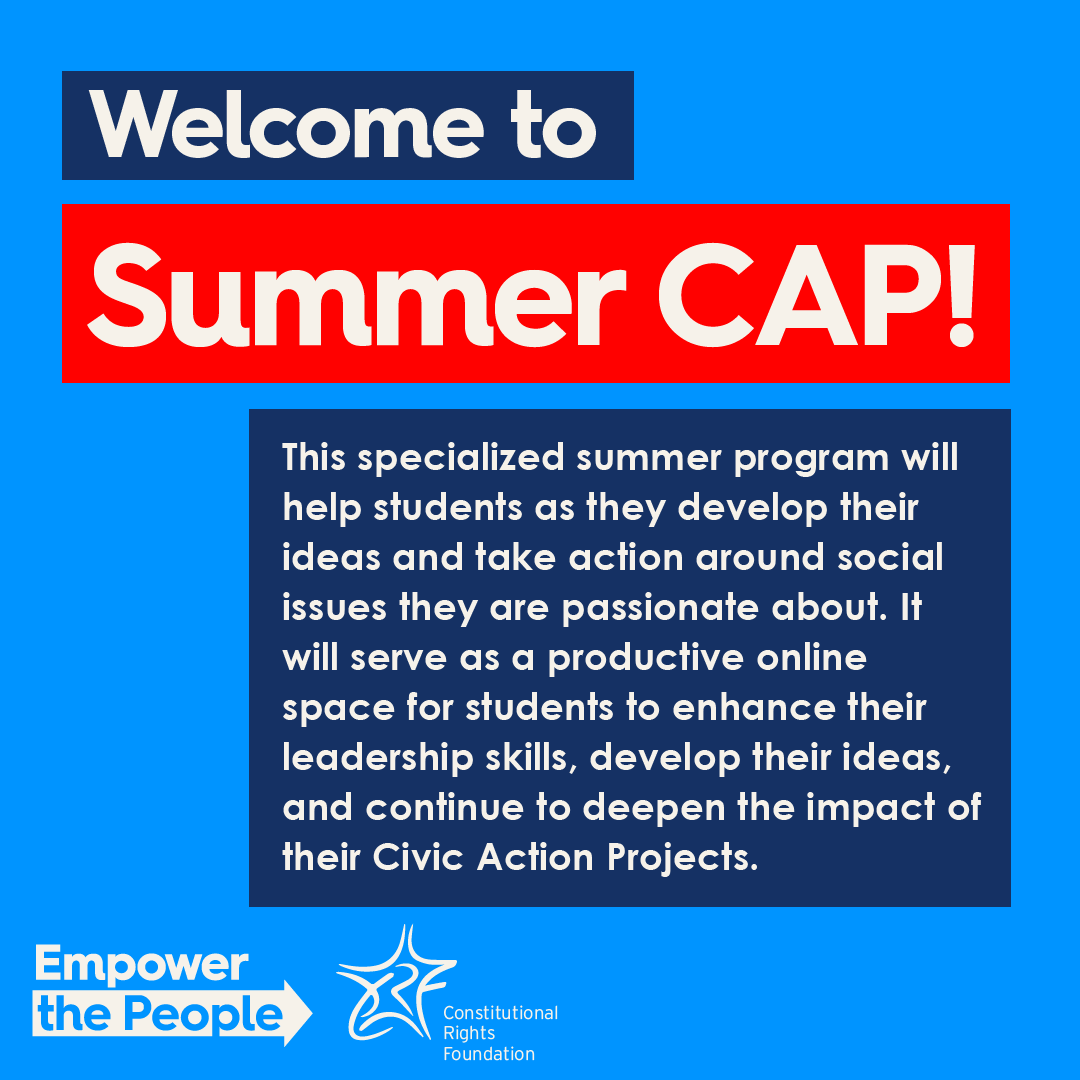 Welcome to
Summer CAP!
This specialized summer program will
help students as they develop their
ideas and take action around social
issues they are passionate about. It
will serve as a productive online
space for students to enhance their
leadership skills, develop their ideas,
and continue to deepen the impact of
their Civic Action Projects.
Empower
the People
CRF
Constitutional
Rights
Foundation